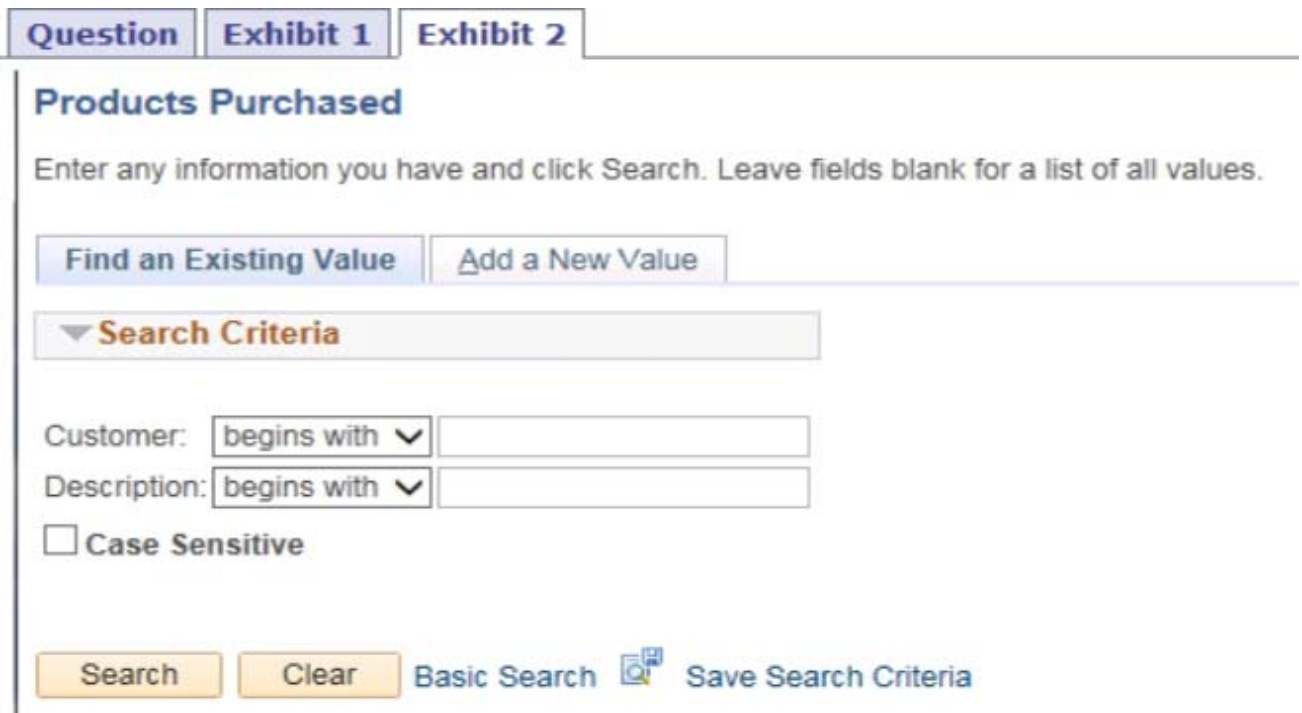 Question Exhibit 1 Exhibit 2
Products Purchased
Enter any information you have and click Search. Leave fields blank for a list of all values.
Find an Existing Value Add a New Value
Search Criteria
Customer: begins with
Description: begins with
Case Sensitive
Search Clear Basic Search Save Search Criteria